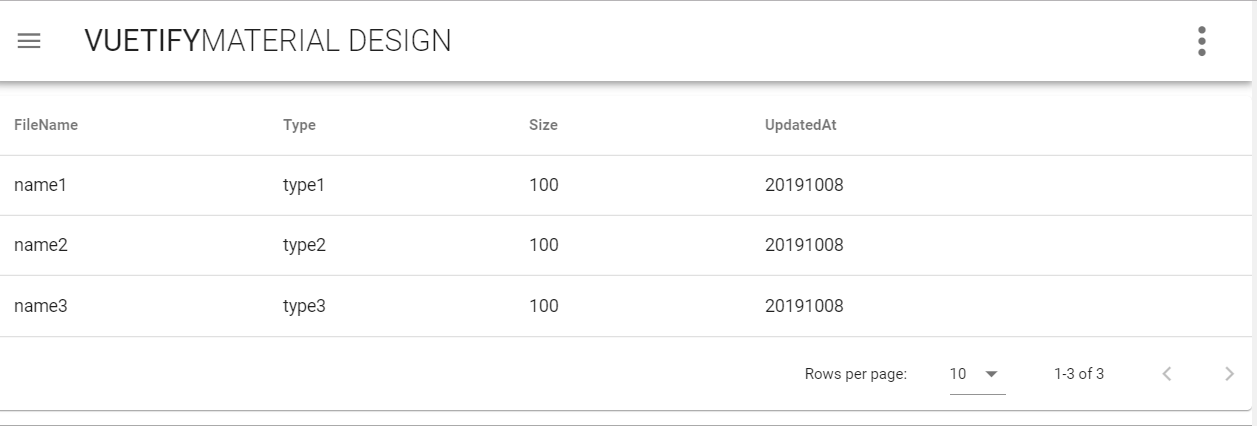 VUETIFYMATERIAL DESIGN
FileName Type Size UpdatedAt
name1 type1 100 20191008
name2 type2 100 20191008
name3 type3 100 20191008
Rows per page: 10 1-3 of 3